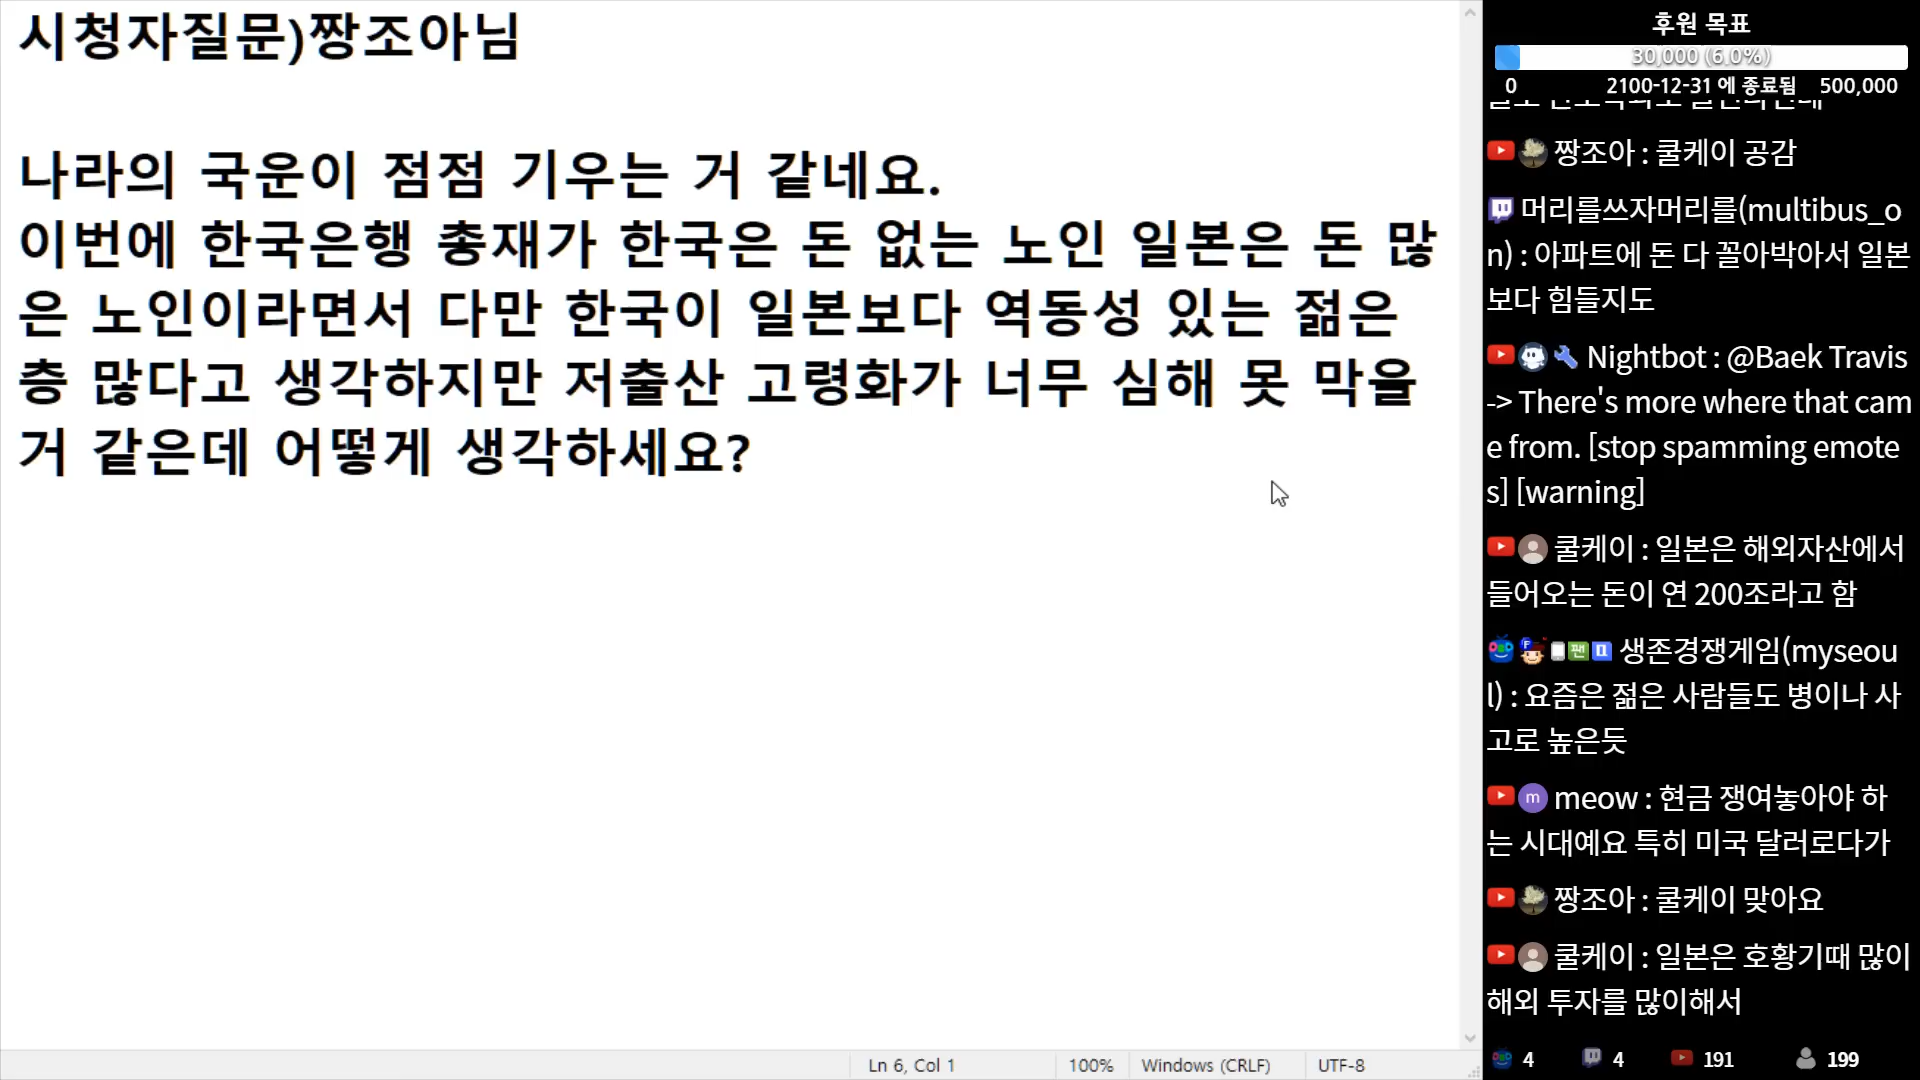 시청자질문)짱조아님
나라의 국운이 점점 기우는 거 같네요.
이번에 한국은행 총재가 한국은 돈 없는 노인 일본은 돈 많
은 노인이라면서 다만 한국이 일본보다 역동성 있는 젊은
층 많다고 생각하지만 저출산 고령화가 너무 심해 못 막을
거 같은데 어떻게 생각하세요?
Ln 6, Col 1
100%
Windows (CRLF)
UTF-8
후원 목표
30,000 (6.0%)
0
2100-12-31 에 종료됨
500,000
짱조아 : 쿨케이 공감
머리를쓰자머리를(multibus_o
n) : 아파트에 돈 다 꼴아박아서 일본
보다 힘들지도
Nightbot : @Baek Travis
-> There's more where that cam
e from. [stop spamming emote
s] [warning]
쿨케이 : 일본은 해외자산에서
들어오는 돈이 연 200조라고 함
팬 생존경쟁게임(myseou
l) : 요즘은 젊은 사람들도 병이나 사
고로 높은듯
m meow : 현금 쟁여놓아야 하
는 시대예요 특히 미국 달러로다가
짱조아 : 쿨케이 맞아요
쿨케이 : 일본은 호황기때 많이
해외 투자를 많이해서
4
4
191
199